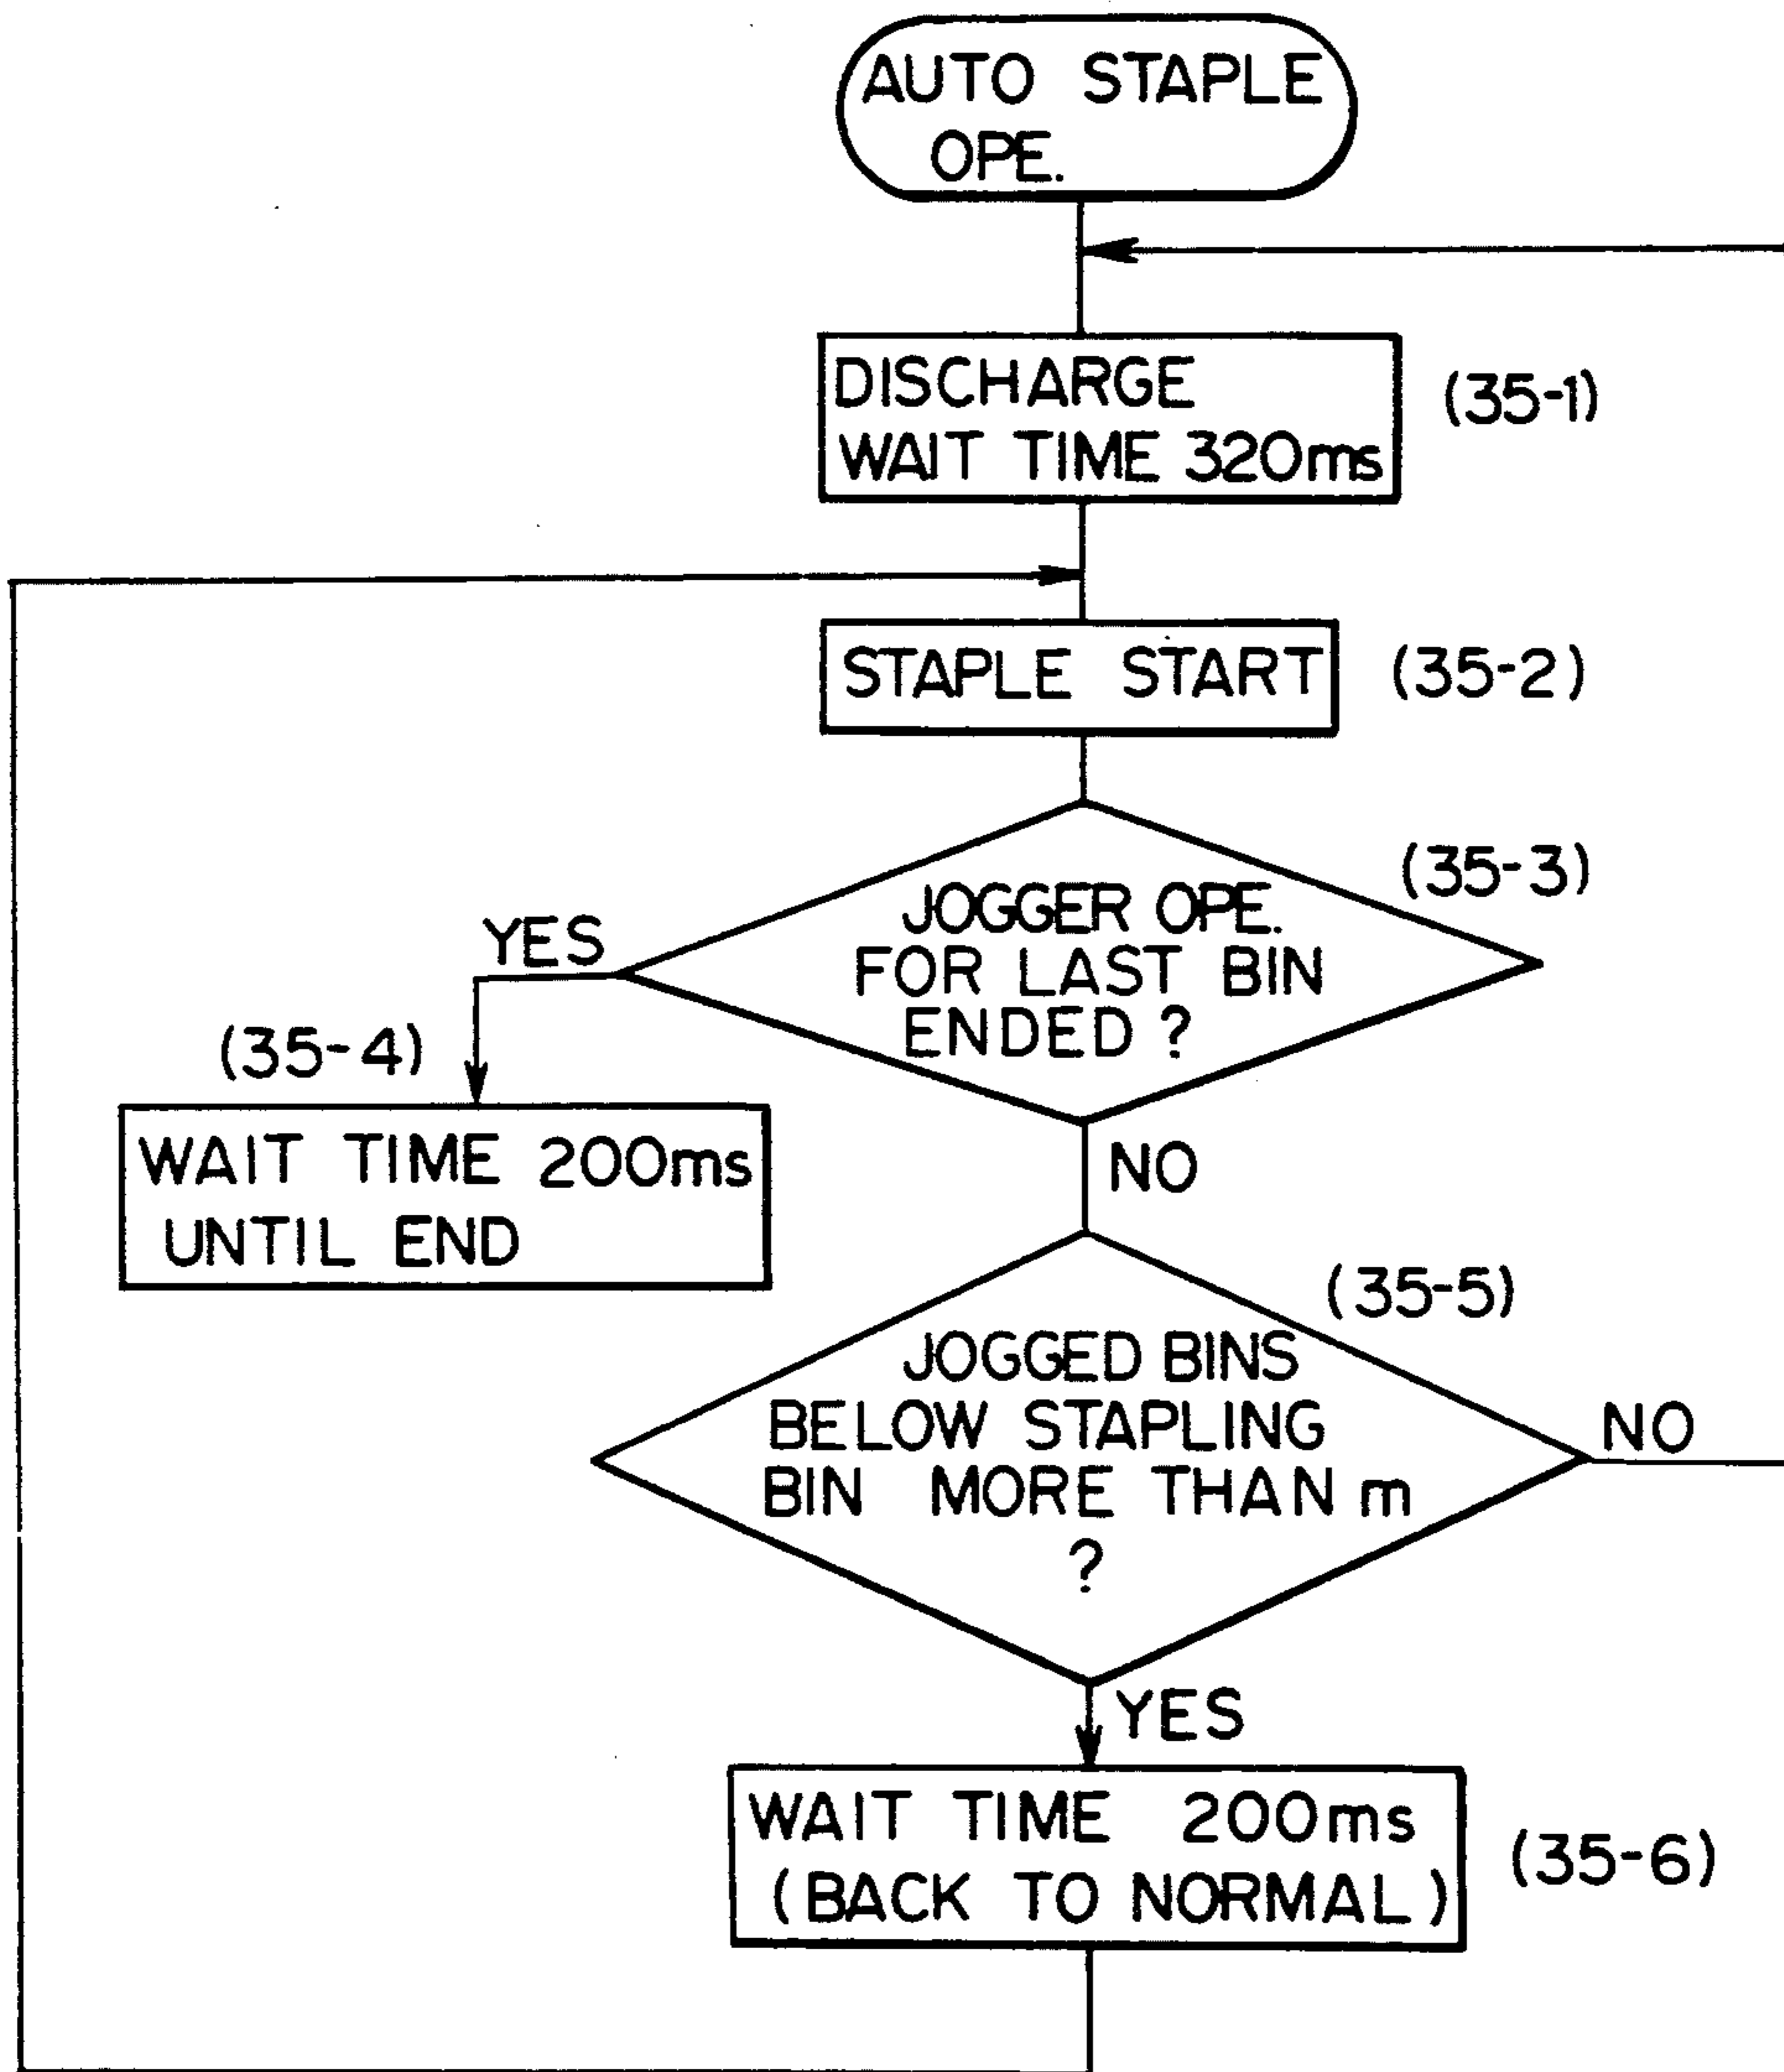 AUTO STAPLE
OPE.
DISCHARGE
WAIT TIME 320ms
(35-1)
STAPLE START
(35-2)
JOGGER OPE.
FOR LAST BIN
ENDED ?
(35-3)
YES
(35-4)
WAIT TIME 200ms
UNTIL END
NO
JOGGED BINS
BELOW STAPLING
BIN MORE THAN m
?
(35-5)
NO
YES
WAIT TIME 200ms
(BACK TO NORMAL)
(35-6)